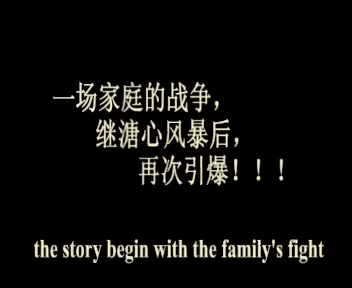 一场家庭的战争，
继溏心风暴后，
再次引爆！！！
the story begin with the family's fight